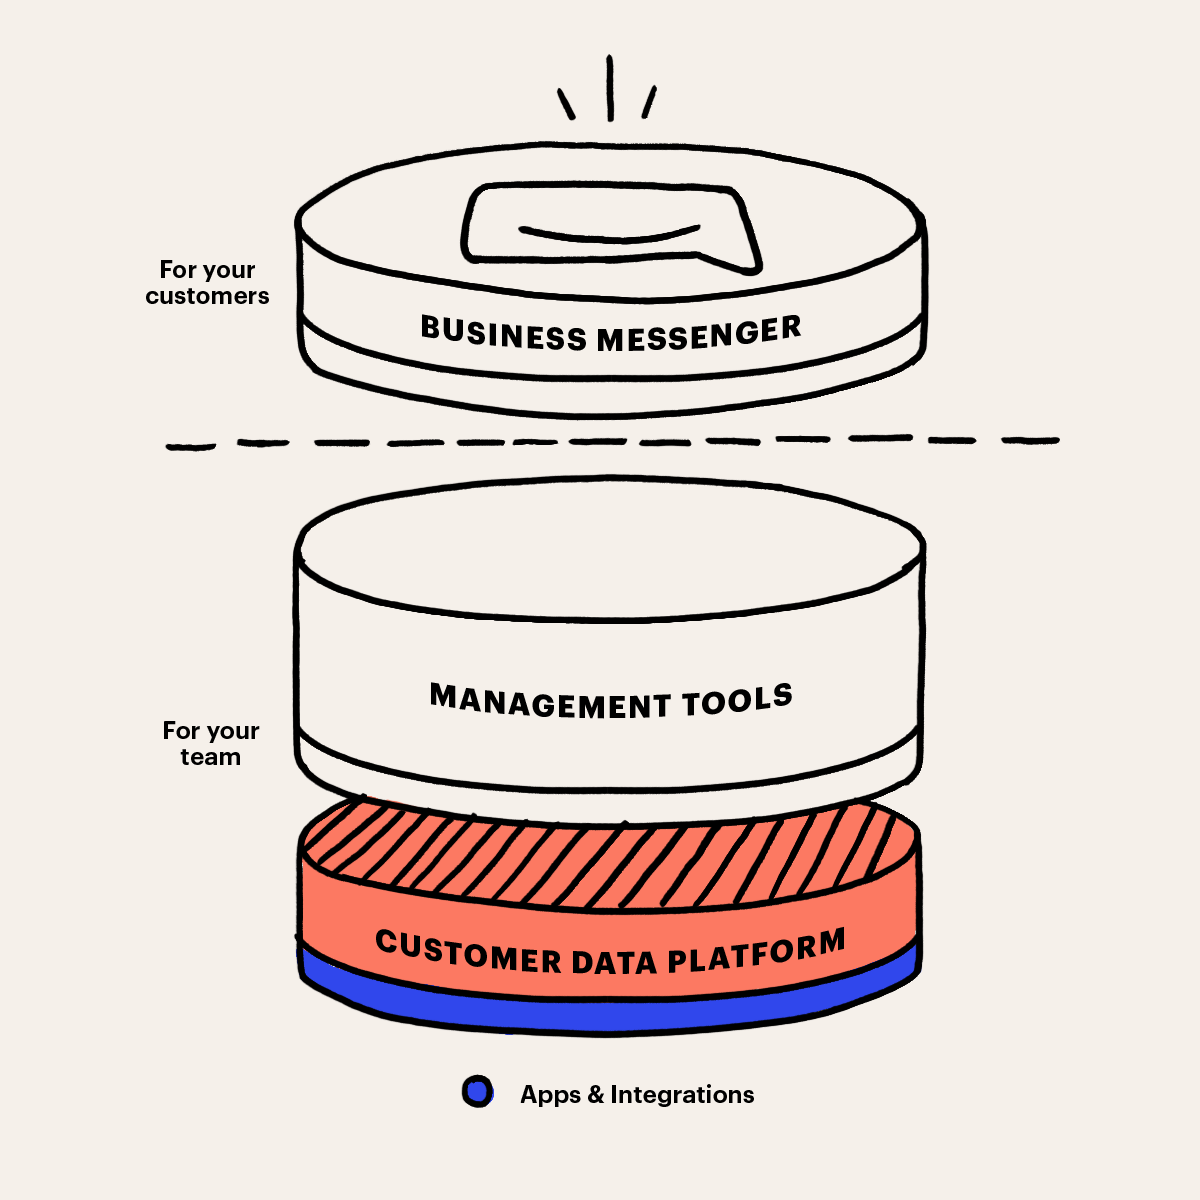 For your
customers
BUSINESS MESSENGER
MANAGEMENT TOOLS
For your
team
CUSTOMER DATA PLATFORM
Apps & Integrations